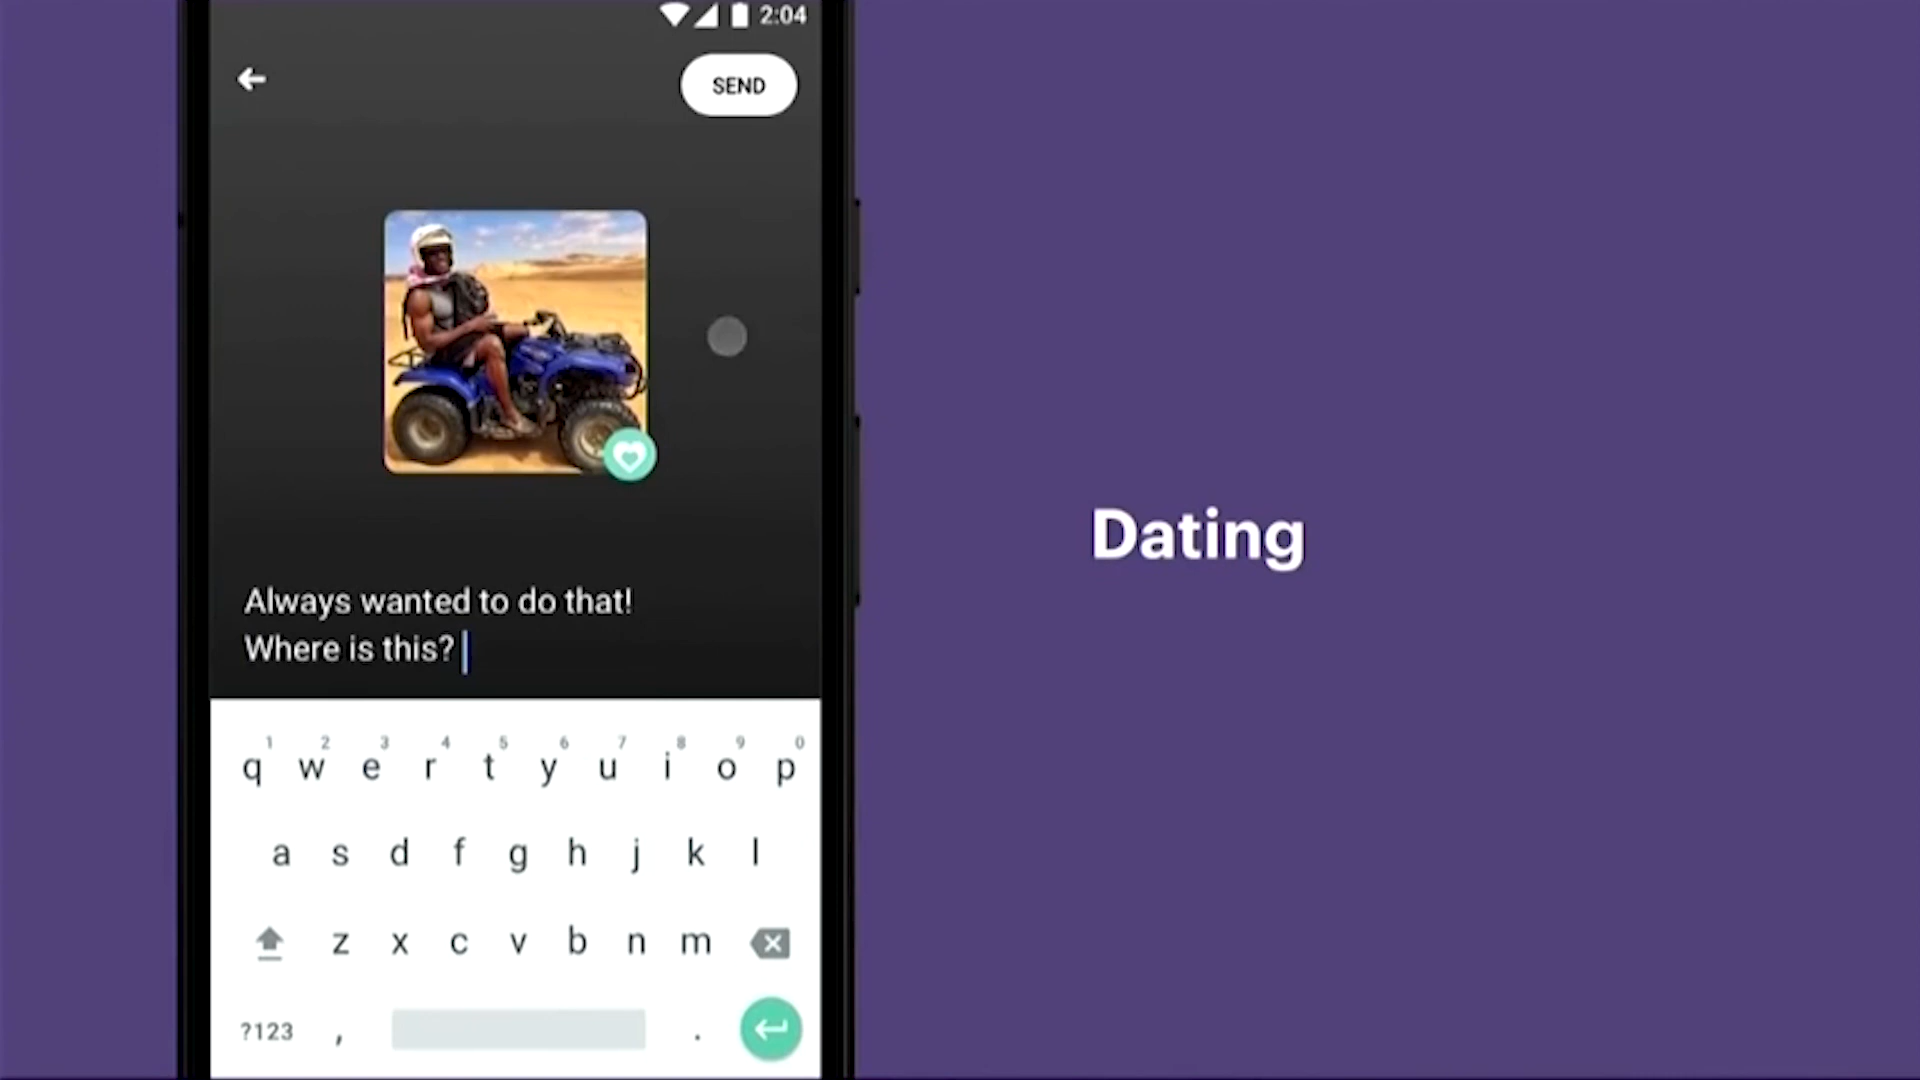 2:04
SEND
Always wanted to do that!
Where is this?
Dating
1 2 3 4 5 6 7 8 9 0
q w e r t y u i o p
a s d f g h j k l
z x c v b n m
?123 , .